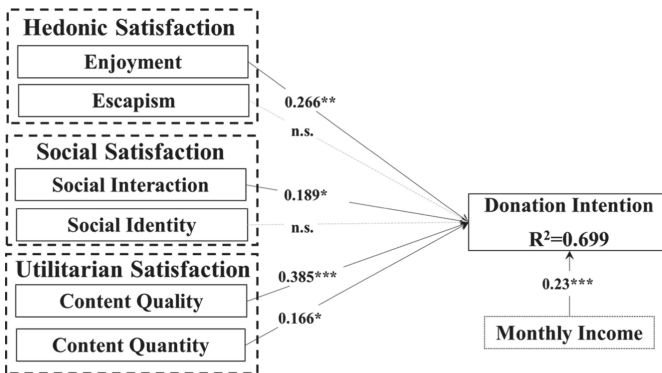 Hedonic Satisfaction
Enjoyment
Escapism
0.266**
n.s.
Social Satisfaction
Social Interaction
Social Identity
0.189*
n.s.
Utilitarian Satisfaction
Content Quality
Content Quantity
0.385***
0.166*
Donation Intention
R²=0.699
0.23***
Monthly Income